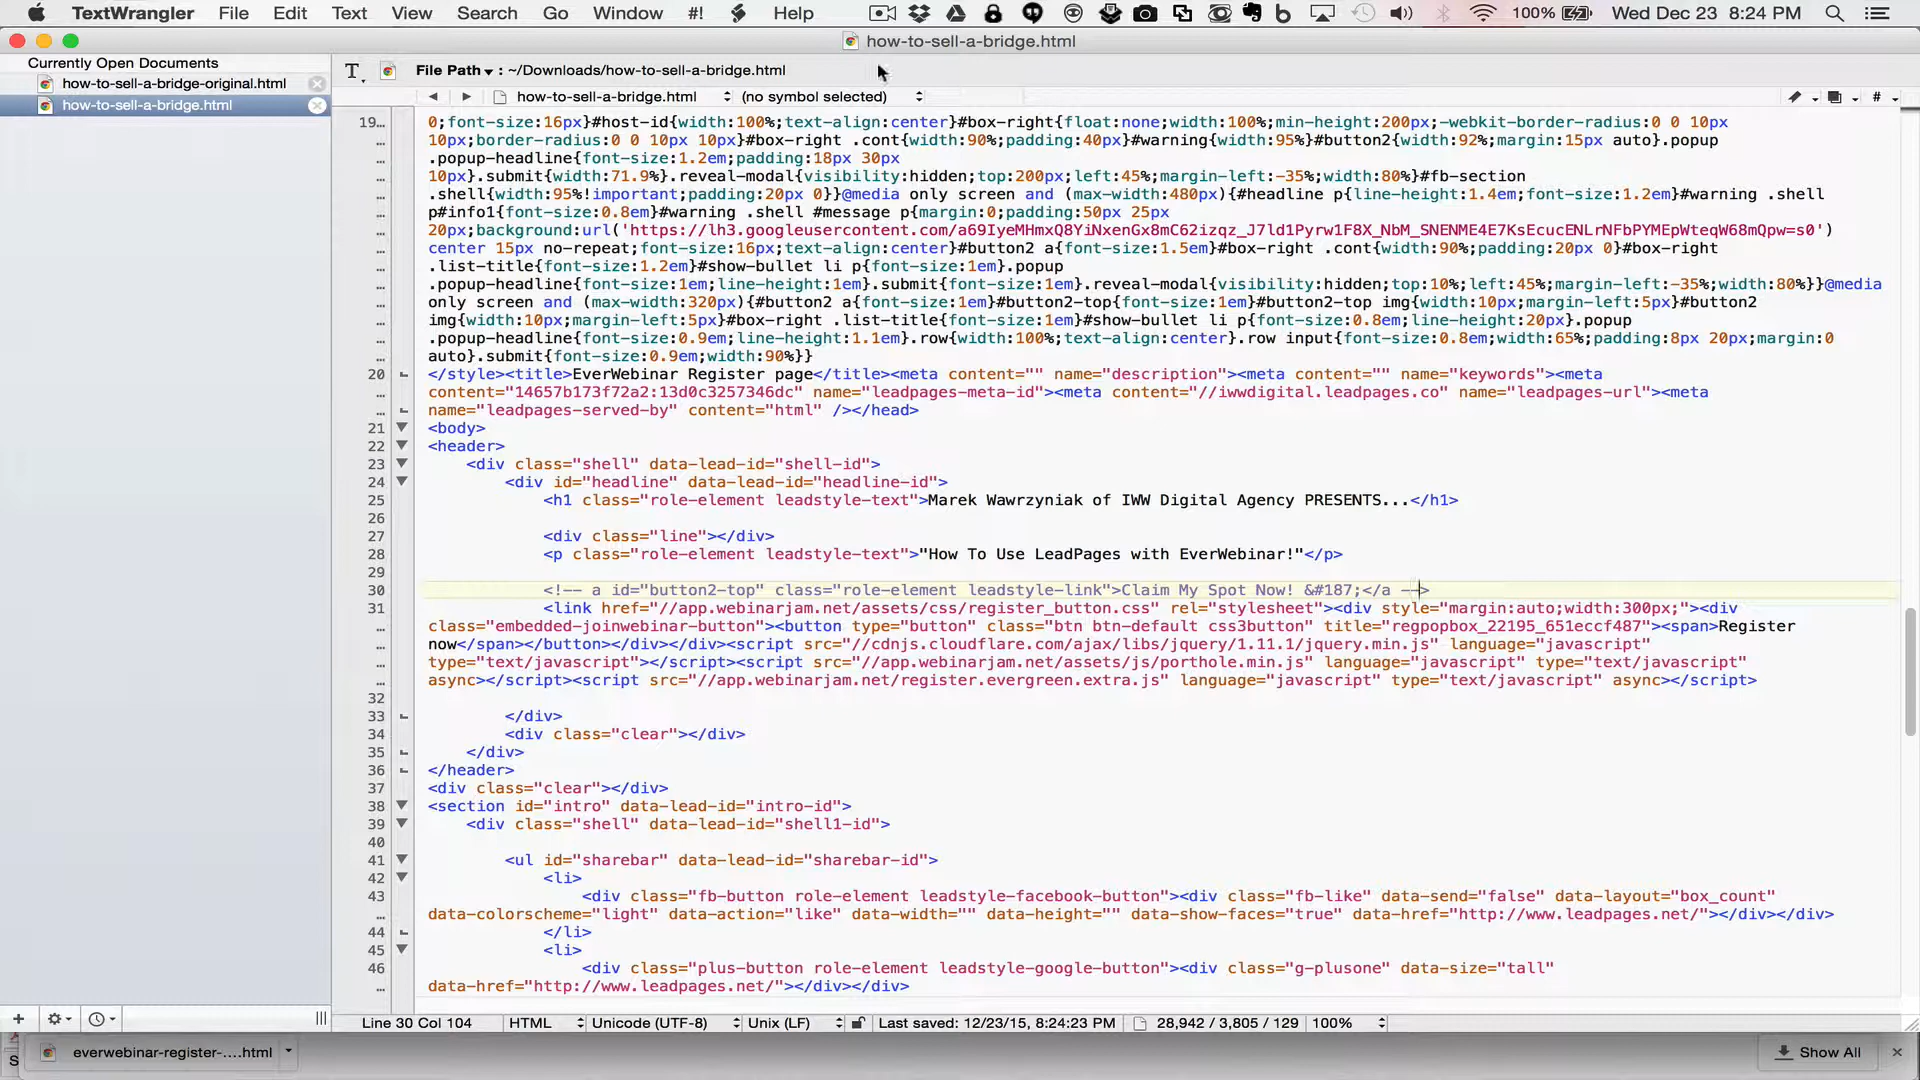 TextWrangler File Edit Text View Search Go Window #! Help 100% Wed Dec 23 8:24 PM
how-to-sell-a-bridge.html
Currently Open Documents
how-to-sell-a-bridge-original.html
how-to-sell-a-bridge.html
File Path : ~/Downloads/how-to-sell-a-bridge.html
how-to-sell-a-bridge.html (no symbol selected) #
19… 0;font-size:16px}#host-id{width:100%;text-align:center}#box-right{float:none;width:100%;min-height:200px;-webkit-border-radius:0 0 10px
… 10px;border-radius:0 0 10px 10px}#box-right .cont{width:90%;padding:40px}#warning{width:95%}#button2{width:92%;margin:15px auto}.popup
… .popup-headline{font-size:1.2em;padding:18px 30px
… 10px}.submit{width:71.9%}.reveal-modal{visibility:hidden;top:200px;left:45%;margin-left:-35%;width:80%}#fb-section
… .shell{width:95%!important;padding:20px 0}}@media only screen and (max-width:480px){#headline p{line-height:1.4em;font-size:1.2em}#warning .shell
… p#info1{font-size:0.8em}#warning .shell #message p{margin:0;padding:50px 25px
… 20px;background:url('https://lh3.googleusercontent.com/a69IyeMHmxQ8YiNxenGx8mC62izqz_J7ld1Pyrw1F8X_NbM_SNENME4E7KsEcucENLrNFbPYMEpWteqW68mQpw=s0')
… center 15px no-repeat;font-size:16px;text-align:center}#button2 a{font-size:1.5em}#box-right .cont{width:90%;padding:20px 0}#box-right
… .list-title{font-size:1.2em}#show-bullet li p{font-size:1em}.popup
… .popup-headline{font-size:1em;line-height:1em}.submit{font-size:1em}.reveal-modal{visibility:hidden;top:10%;left:45%;margin-left:-35%;width:80%}}@media
… only screen and (max-width:320px){#button2 a{font-size:1em}#button2-top{font-size:1em}#button2-top img{width:10px;margin-left:5px}#button2
… img{width:10px;margin-left:5px}#box-right .list-title{font-size:1em}#show-bullet li p{font-size:0.8em;line-height:20px}.popup
… .popup-headline{font-size:0.9em;line-height:1.1em}.row{width:100%;text-align:center}.row input{font-size:0.8em;width:65%;padding:8px 20px;margin:0
… auto}.submit{font-size:0.9em;width:90%}}
20 </style><title>EverWebinar Register page</title><meta content="" name="description"><meta content="" name="keywords"><meta
… content="14657b173f72a2:13d0c3257346dc" name="leadpages-meta-id"><meta content="//iwwdigital.leadpages.co" name="leadpages-url"><meta
… name="leadpages-served-by" content="html" /></head>
21 <body>
22 <header>
23 <div class="shell" data-lead-id="shell-id">
24 <div id="headline" data-lead-id="headline-id">
25 <h1 class="role-element leadstyle-text">Marek Wawrzyniak of IWW Digital Agency PRESENTS...</h1>
26
27 <div class="line"></div>
28 <p class="role-element leadstyle-text">"How To Use LeadPages with EverWebinar!"</p>
29
30 <!-- a id="button2-top" class="role-element leadstyle-link">Claim My Spot Now! &#187;</a -->
31 <link href="//app.webinarjam.net/assets/css/register_button.css" rel="stylesheet"><div style="margin:auto;width:300px;"><div
… class="embedded-joinwebinar-button"><button type="button" class="btn btn-default css3button" title="regpopbox_22195_651eccf487"><span>Register
… now</span></button></div></div><script src="//cdnjs.cloudflare.com/ajax/libs/jquery/1.11.1/jquery.min.js" language="javascript"
… type="text/javascript"></script><script src="//app.webinarjam.net/assets/js/porthole.min.js" language="javascript" type="text/javascript"
… async></script><script src="//app.webinarjam.net/register.evergreen.extra.js" language="javascript" type="text/javascript" async></script>
32
33 </div>
34 <div class="clear"></div>
35 </div>
36 </header>
37 <div class="clear"></div>
38 <section id="intro" data-lead-id="intro-id">
39 <div class="shell" data-lead-id="shell1-id">
40
41 <ul id="sharebar" data-lead-id="sharebar-id">
42 <li>
43 <div class="fb-button role-element leadstyle-facebook-button"><div class="fb-like" data-send="false" data-layout="box_count"
… data-colorscheme="light" data-action="like" data-width="" data-height="" data-show-faces="true" data-href="http://www.leadpages.net/"></div></div>
44 </li>
45 <li>
46 <div class="plus-button role-element leadstyle-google-button"><div class="g-plusone" data-size="tall"
… data-href="http://www.leadpages.net/"></div></div>
Line 30 Col 104 HTML Unicode (UTF-8) Unix (LF) Last saved: 12/23/15, 8:24:23 PM 28,942 / 3,805 / 129 100%
everwebinar-register-....html Show All